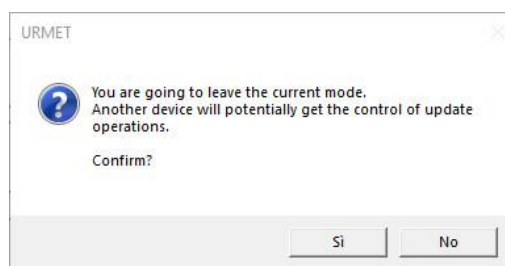 URMET
You are going to leave the current mode.
Another device will potentially get the control of update
operations.
Confirm?
Sì
No